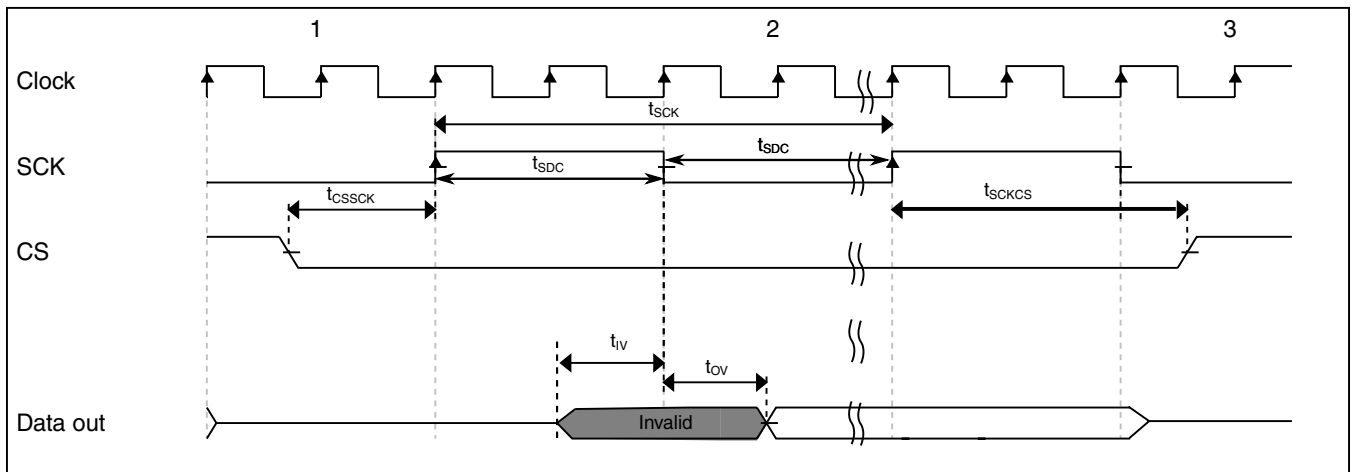 1 2 3
Clock
tSCK
SCK
tSDC
tSDC
tCSSCK
tSCKCS
CS
tIV
tOV
Data out
Invalid